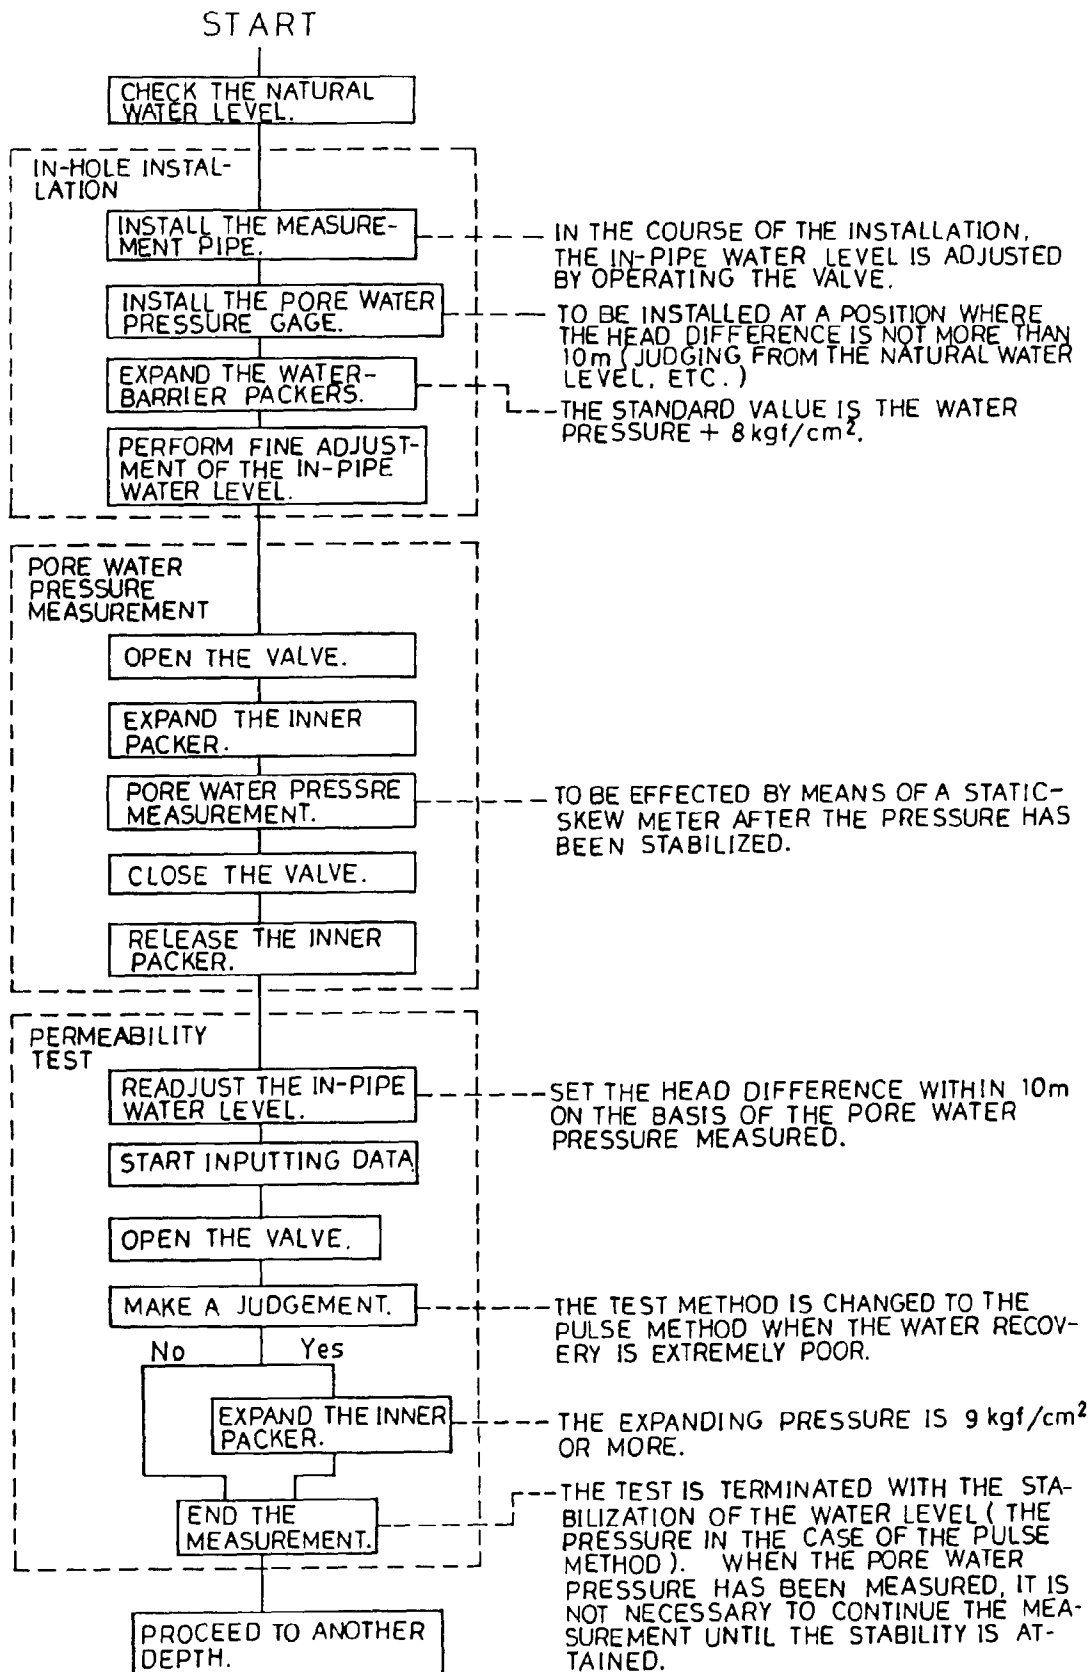 START
CHECK THE NATURAL
WATER LEVEL.
IN-HOLE INSTAL-
LATION
INSTALL THE MEASURE-
MENT PIPE.
IN THE COURSE OF THE INSTALLATION,
THE IN-PIPE WATER LEVEL IS ADJUSTED
BY OPERATING THE VALVE.
INSTALL THE PORE WATER
PRESSURE GAGE.
TO BE INSTALLED AT A POSITION WHERE
THE HEAD DIFFERENCE IS NOT MORE THAN
10m (JUDGING FROM THE NATURAL WATER
LEVEL, ETC.)
EXPAND THE WATER-
BARRIER PACKERS.
THE STANDARD VALUE IS THE WATER
PRESSURE + 8 kgf/cm².
PERFORM FINE ADJUST-
MENT OF THE IN-PIPE
WATER LEVEL.
PORE WATER
PRESSURE
MEASUREMENT
OPEN THE VALVE.
EXPAND THE INNER
PACKER.
PORE WATER PRESSRE
MEASUREMENT.
TO BE EFFECTED BY MEANS OF A STATIC-
SKEW METER AFTER THE PRESSURE HAS
BEEN STABILIZED.
CLOSE THE VALVE.
RELEASE THE INNER
PACKER.
PERMEABILITY
TEST
READJUST THE IN-PIPE
WATER LEVEL.
SET THE HEAD DIFFERENCE WITHIN 10m
ON THE BASIS OF THE PORE WATER
PRESSURE MEASURED.
START INPUTTING DATA.
OPEN THE VALVE.
MAKE A JUDGEMENT.
THE TEST METHOD IS CHANGED TO THE
PULSE METHOD WHEN THE WATER RECOV-
ERY IS EXTREMELY POOR.
No Yes
EXPAND THE INNER
PACKER.
THE EXPANDING PRESSURE IS 9 kgf/cm²
OR MORE.
END THE
MEASUREMENT.
THE TEST IS TERMINATED WITH THE STA-
BILIZATION OF THE WATER LEVEL (THE
PRESSURE IN THE CASE OF THE PULSE
METHOD). WHEN THE PORE WATER
PRESSURE HAS BEEN MEASURED, IT IS
NOT NECESSARY TO CONTINUE THE MEA-
SUREMENT UNTIL THE STABILITY IS AT-
TAINED.
PROCEED TO ANOTHER
DEPTH.